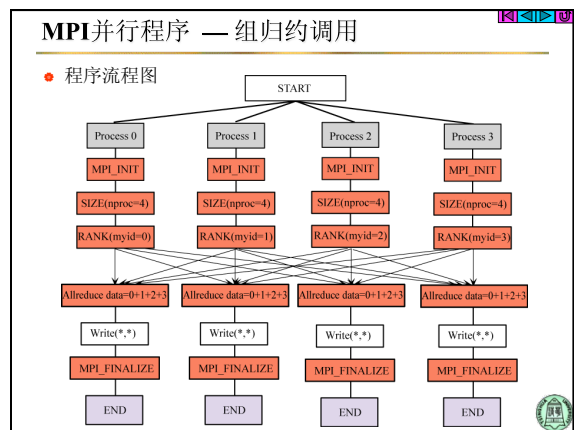 MPI并行程序 — 组归约调用
程序流程图
START
Process 0 Process 1 Process 2 Process 3
MPI_INIT MPI_INIT MPI_INIT MPI_INIT
SIZE(nproc=4) SIZE(nproc=4) SIZE(nproc=4) SIZE(nproc=4)
RANK(myid=0) RANK(myid=1) RANK(myid=2) RANK(myid=3)
Allreduce data=0+1+2+3 Allreduce data=0+1+2+3 Allreduce data=0+1+2+3 Allreduce data=0+1+2+3
Write(*,*) Write(*,*) Write(*,*) Write(*,*)
MPI_FINALIZE MPI_FINALIZE MPI_FINALIZE MPI_FINALIZE
END END END END